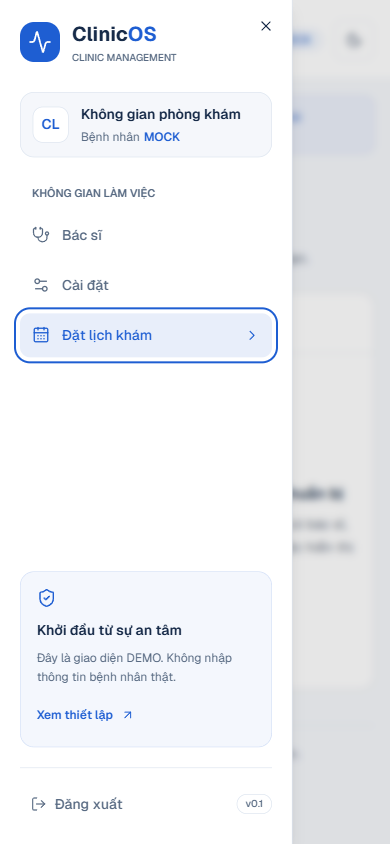 ClinicOS
CLINIC MANAGEMENT
CL
Không gian phòng khám
Bệnh nhân MOCK
KHÔNG GIAN LÀM VIỆC
Bác sĩ
Cài đặt
Đặt lịch khám
Khởi đầu từ sự an tâm
Đây là giao diện DEMO. Không nhập
thông tin bệnh nhân thật.
Xem thiết lập
Đăng xuất
v0.1